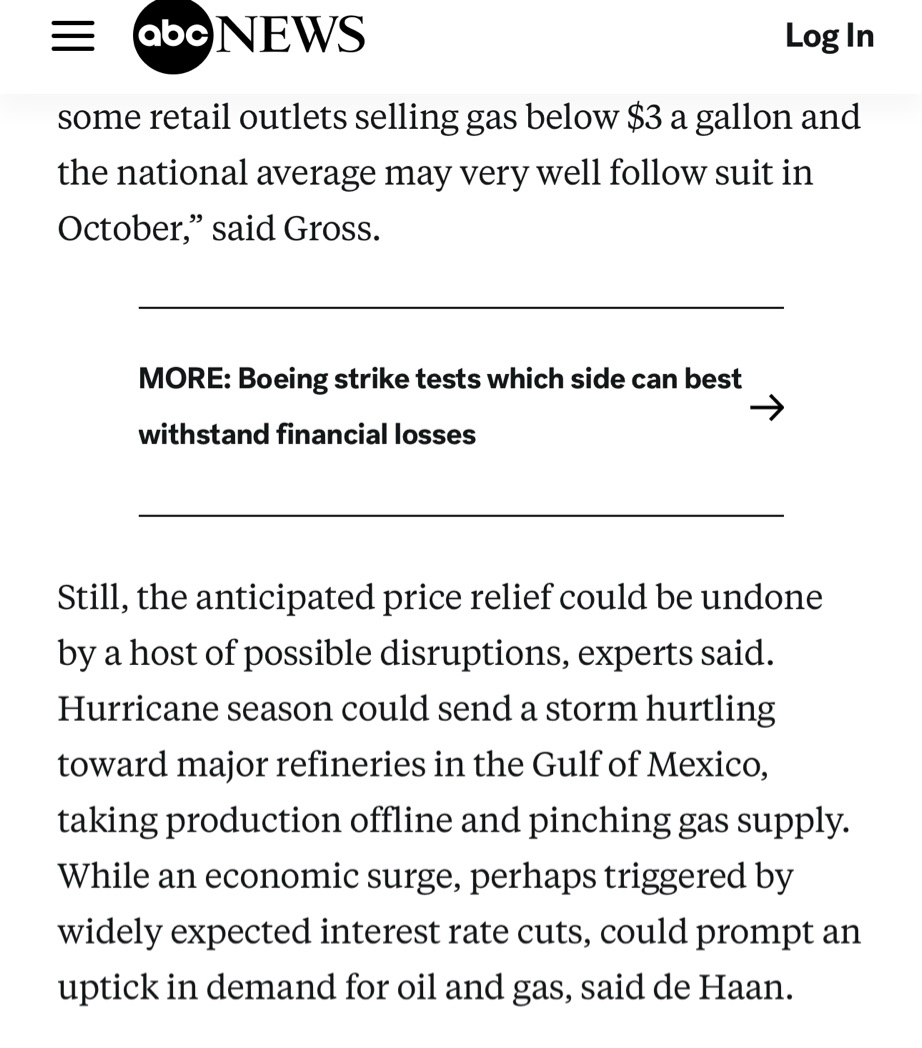 abc NEWS
Log In
some retail outlets selling gas below $3 a gallon and
the national average may very well follow suit in
October,” said Gross.
MORE: Boeing strike tests which side can best
withstand financial losses
Still, the anticipated price relief could be undone
by a host of possible disruptions, experts said.
Hurricane season could send a storm hurtling
toward major refineries in the Gulf of Mexico,
taking production offline and pinching gas supply.
While an economic surge, perhaps triggered by
widely expected interest rate cuts, could prompt an
uptick in demand for oil and gas, said de Haan.